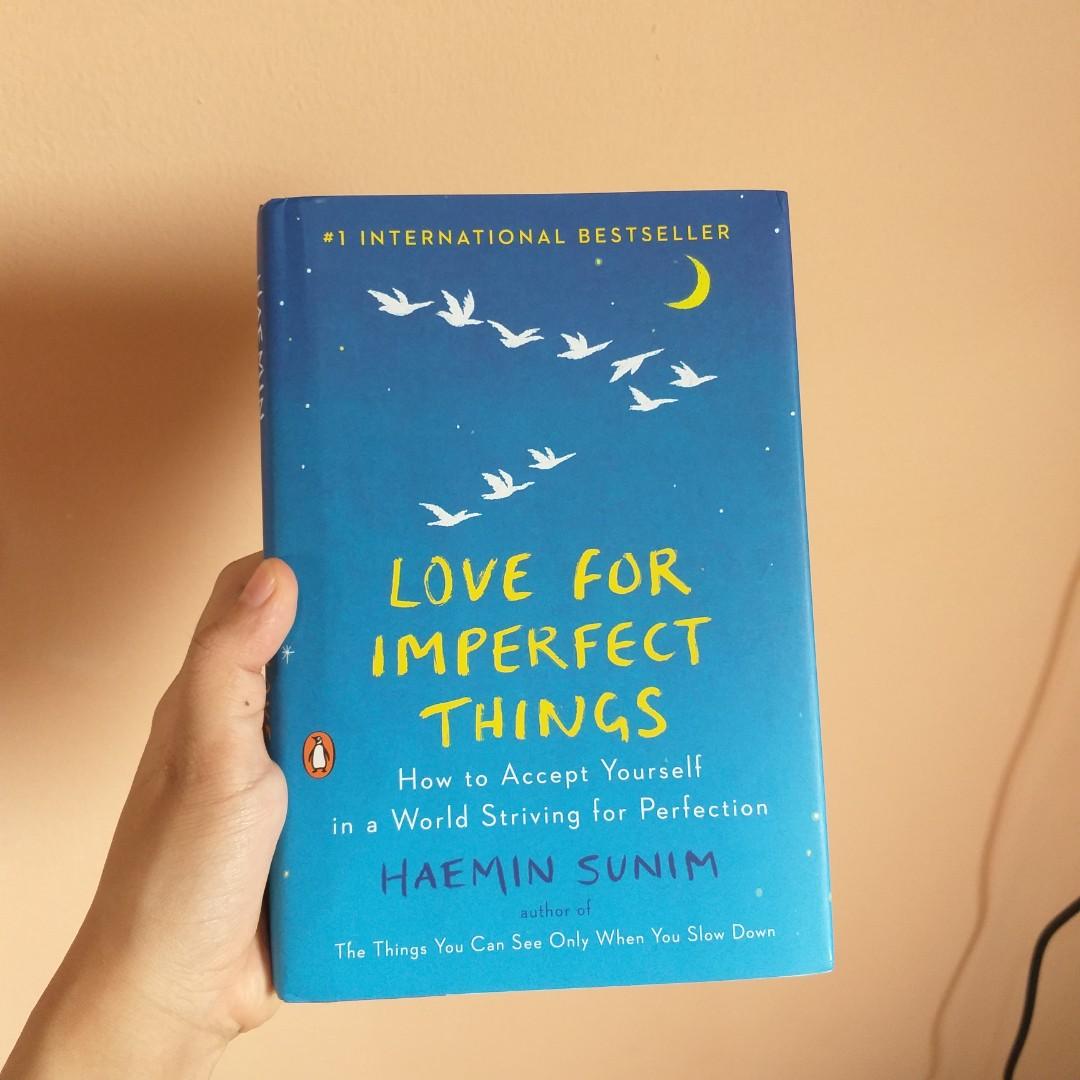 #1 INTERNATIONAL BESTSELLER
LOVE FOR
IMPERFECT
THINGS
How to Accept Yourself
in a World Striving for Perfection
HAEMIN SUNIM
author of
The Things You Can See Only When You Slow Down
HAEMIN